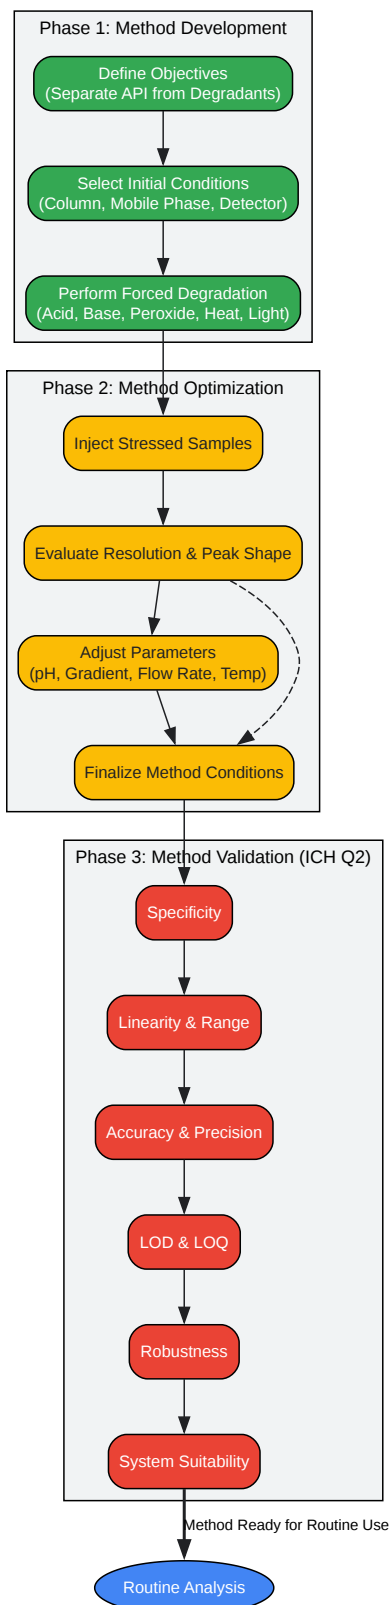 Phase 1: Method Development
Define Objectives
(Separate API from Degradants)
Select Initial Conditions
(Column, Mobile Phase, Detector)
Perform Forced Degradation
(Acid, Base, Peroxide, Heat, Light)
Phase 2: Method Optimization
Inject Stressed Samples
Evaluate Resolution & Peak Shape
Adjust Parameters
(pH, Gradient, Flow Rate, Temp)
Finalize Method Conditions
Phase 3: Method Validation (ICH Q2)
Specificity
Linearity & Range
Accuracy & Precision
LOD & LOQ
Robustness
System Suitability
Method Ready for Routine Use
Routine Analysis